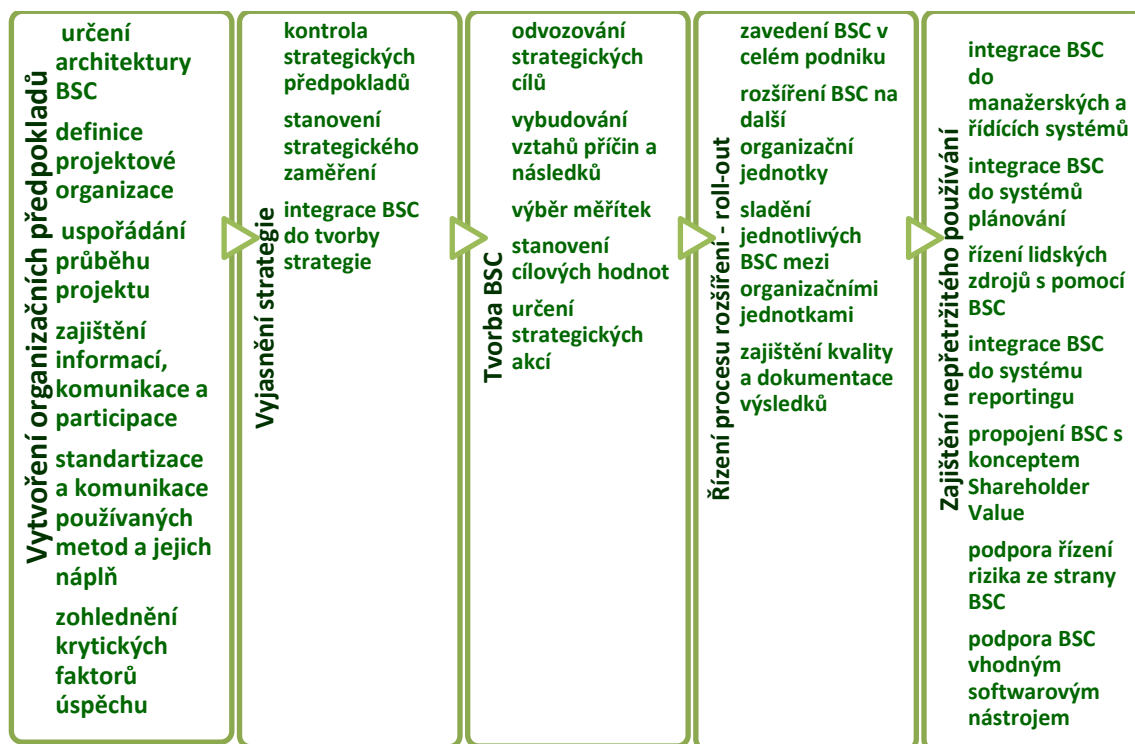 Vytvoření organizačních předpokladů
určení
architektury
BSC
definice
projektové
organizace
uspořádání
průběhu
projektu
zajištění
informací,
komunikace a
participace
standartizace
a komunikace
používaných
metod a jejich
náplň
zohlednění
krytických
faktorů
úspěchu
Vyjasnění strategie
kontrola
strategických
předpokladů
stanovení
strategického
zaměření
integrace BSC
do tvorby
strategie
Tvorba BSC
odvozování
strategických
cílů
vybudování
vztahů příčin a
následků
výběr měřítek
stanovení
cílových hodnot
určení
strategických
akcí
Řízení procesu rozšíření - roll-out
zavedení BSC v
celém podniku
rozšíření BSC na
další
organizační
jednotky
sladění
jednotlivých
BSC mezi
organizačními
jednotkami
zajištění kvality
a dokumentace
výsledků
Zajištění nepřetržitého používání
integrace BSC
do
manažerských a
řídících systémů
integrace BSC
do systémů
plánování
řízení lidských
zdrojů s pomocí
BSC
integrace BSC
do systému
reportingu
propojení BSC s
konceptem
Shareholder
Value
podpora řízení
rizika ze strany
BSC
podpora BSC
vhodným
softwarovým
nástrojem